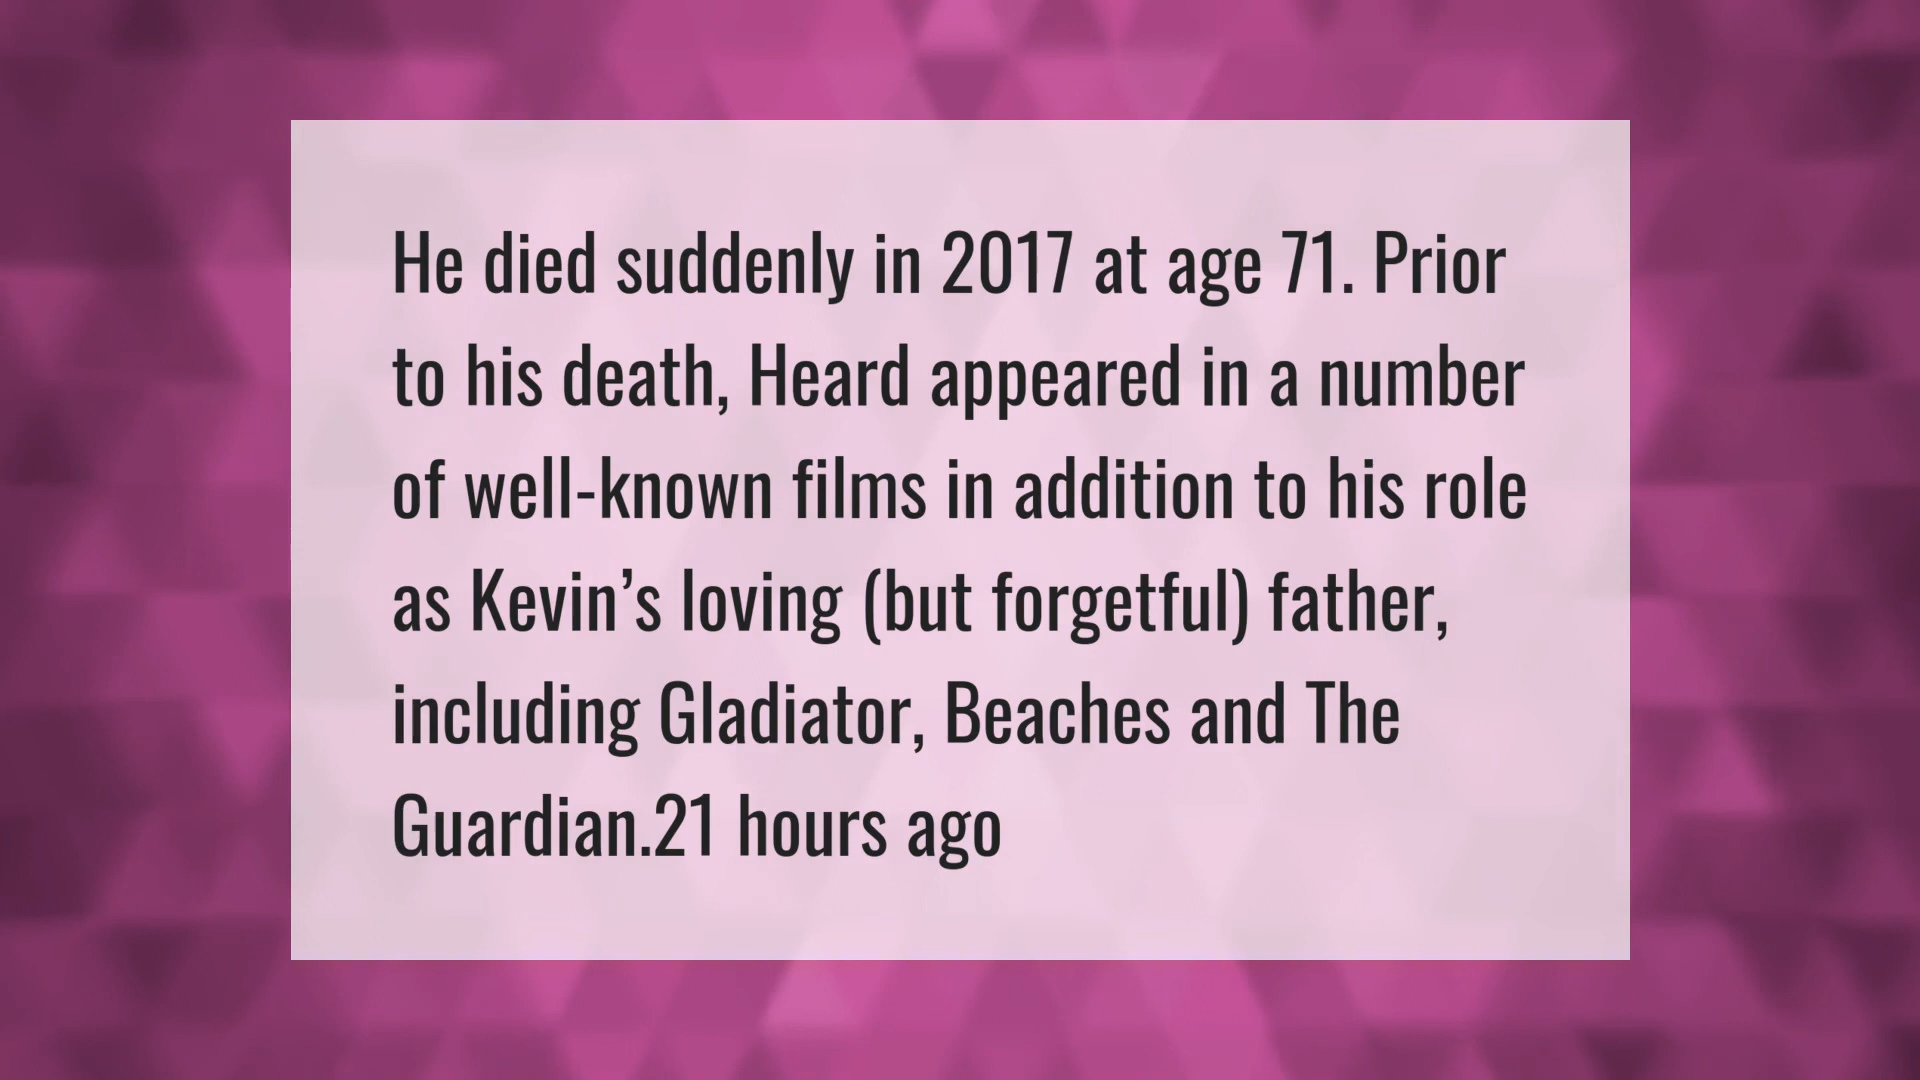 He died suddenly in 2017 at age 71. Prior
to his death, Heard appeared in a number
of well-known films in addition to his role
as Kevin’s loving (but forgetful) father,
including Gladiator, Beaches and The
Guardian.21 hours ago